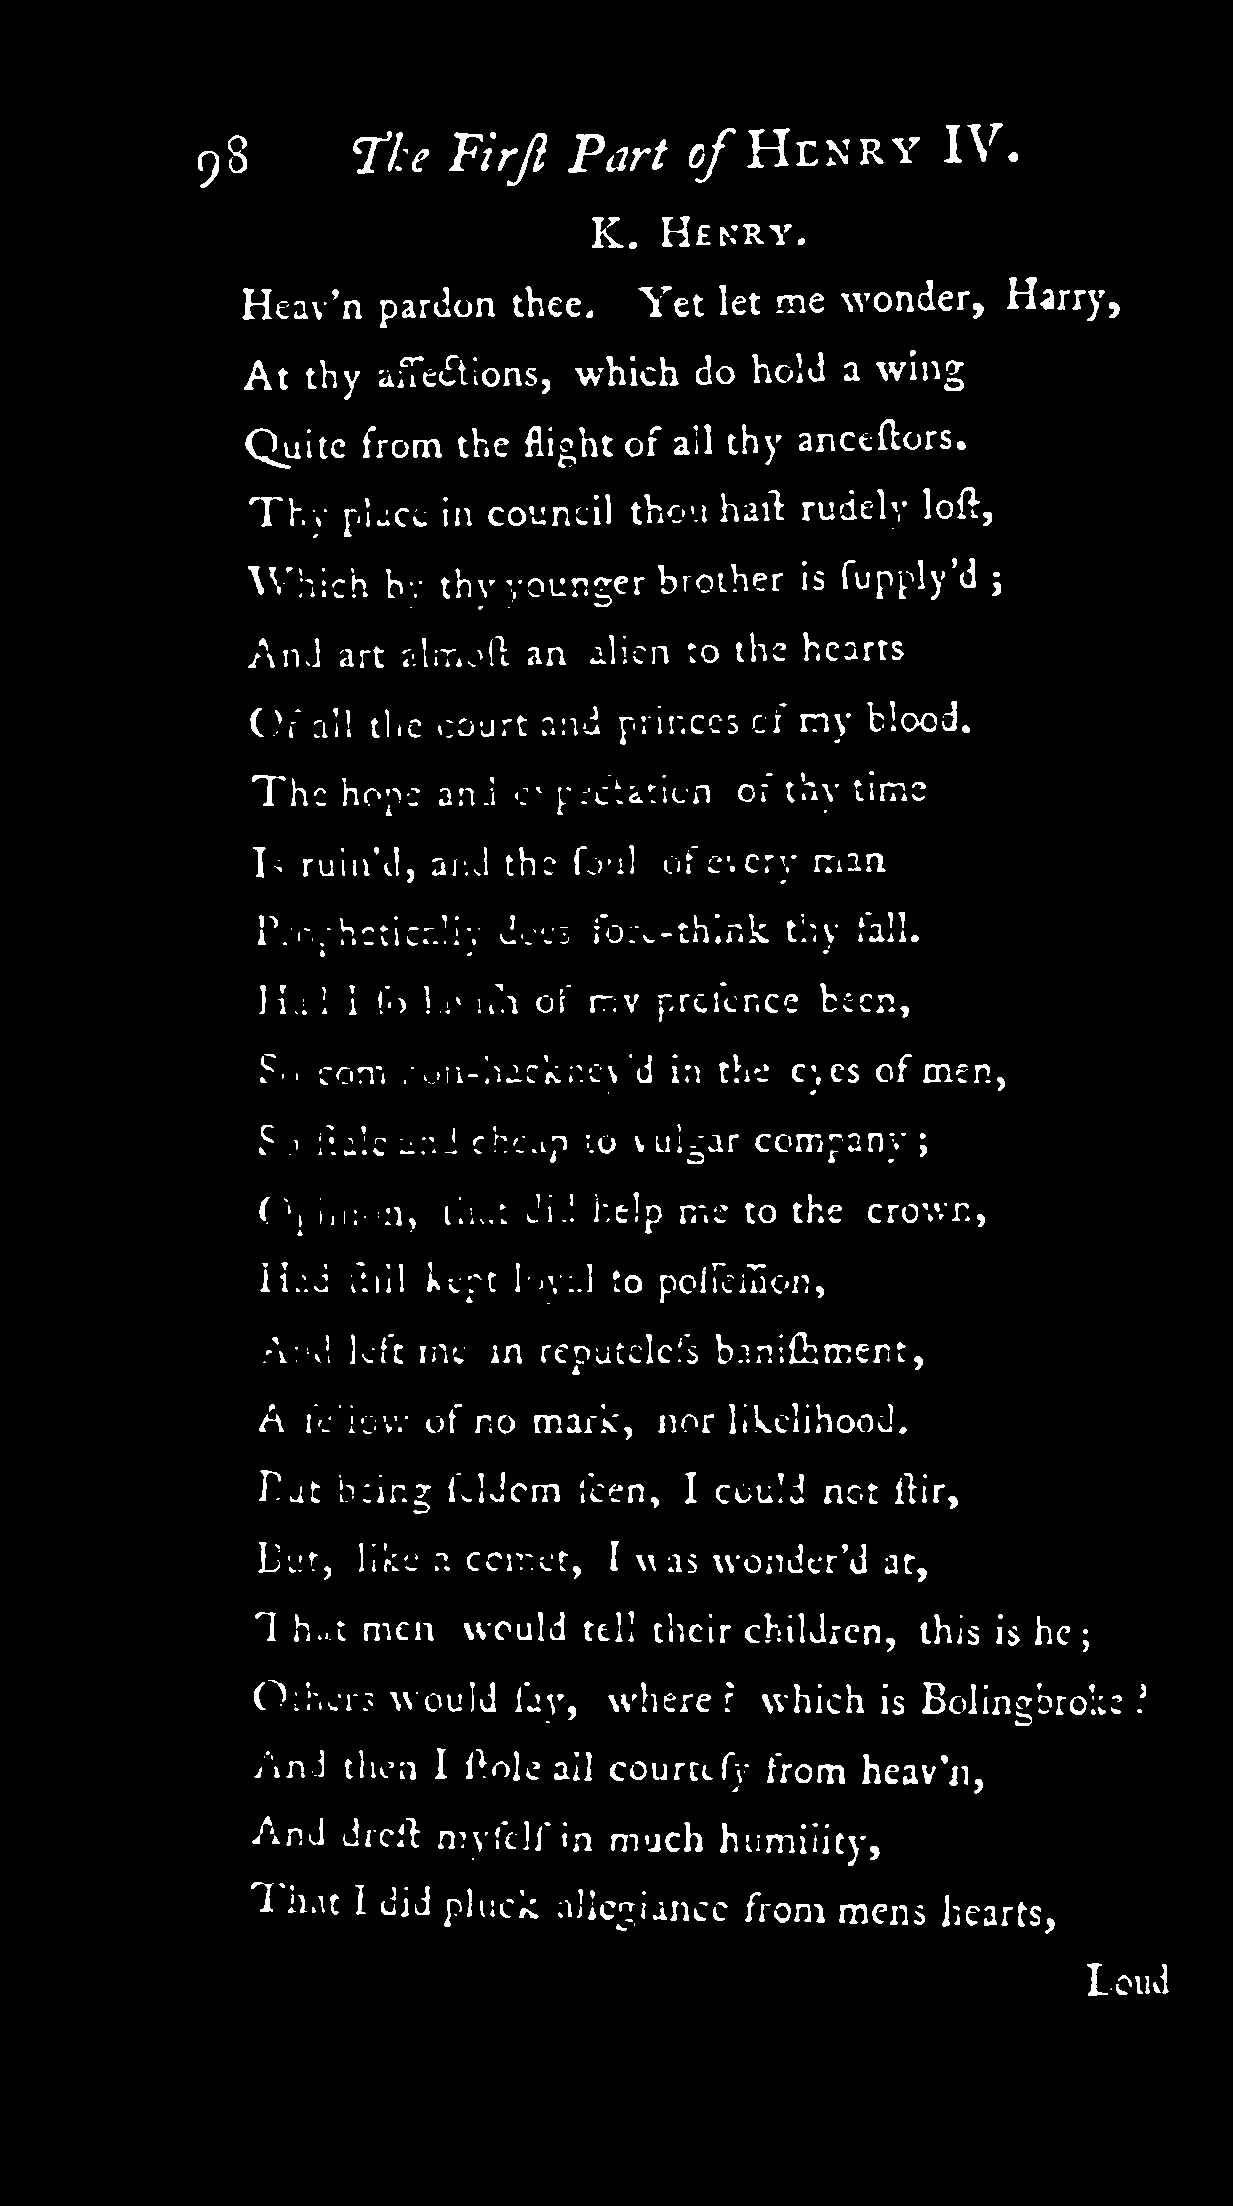 98 The Firſt Part of HENRY IV.
K. HENRY.
Heav'n pardon thee. Yet let me wonder, Harry,
At thy affections, which do hold a wing
Quite from the flight of all thy anceſtors.
Thy place in council thou haſt rudely loſt,
Which by thy younger brother is ſupply'd ;
And art almoſt an alien to the hearts
Of all the court and princes of my blood.
The hope and expectation of thy time
Is ruin'd, and the ſoul of every man
Prophetically does fore-think thy fall.
Had I ſo laviſh of my preſence been,
So common-hackney'd in the eyes of men,
So ſtale and cheap to vulgar company ;
Opinion, that did help me to the crown,
Had ſtill kept loyal to poſſeſſion,
And left me in reputeleſs baniſhment,
A fellow of no mark, nor likelihood.
But being ſeldom ſeen, I could not ſtir,
But, like a comet, I was wonder'd at,
That men would tell their children, this is he ;
Others would ſay, where ? which is Bolingbroke ?
And then I ſtole all courteſy from heav'n,
And dreſt myſelf in much humility,
That I did pluck allegiance from mens hearts,
Loud